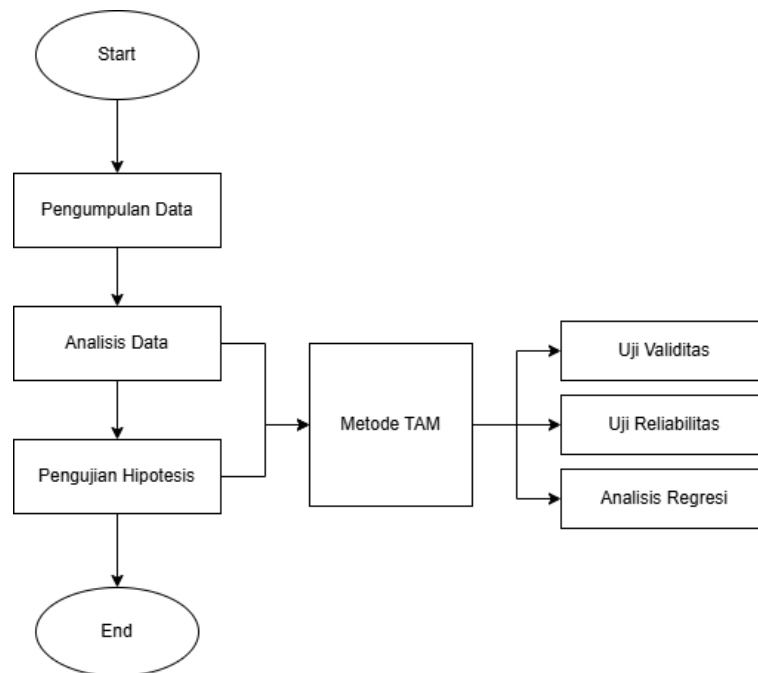 Start
Pengumpulan Data
Analisis Data
Pengujian Hipotesis
End
Metode TAM
Uji Validitas
Uji Reliabilitas
Analisis Regresi